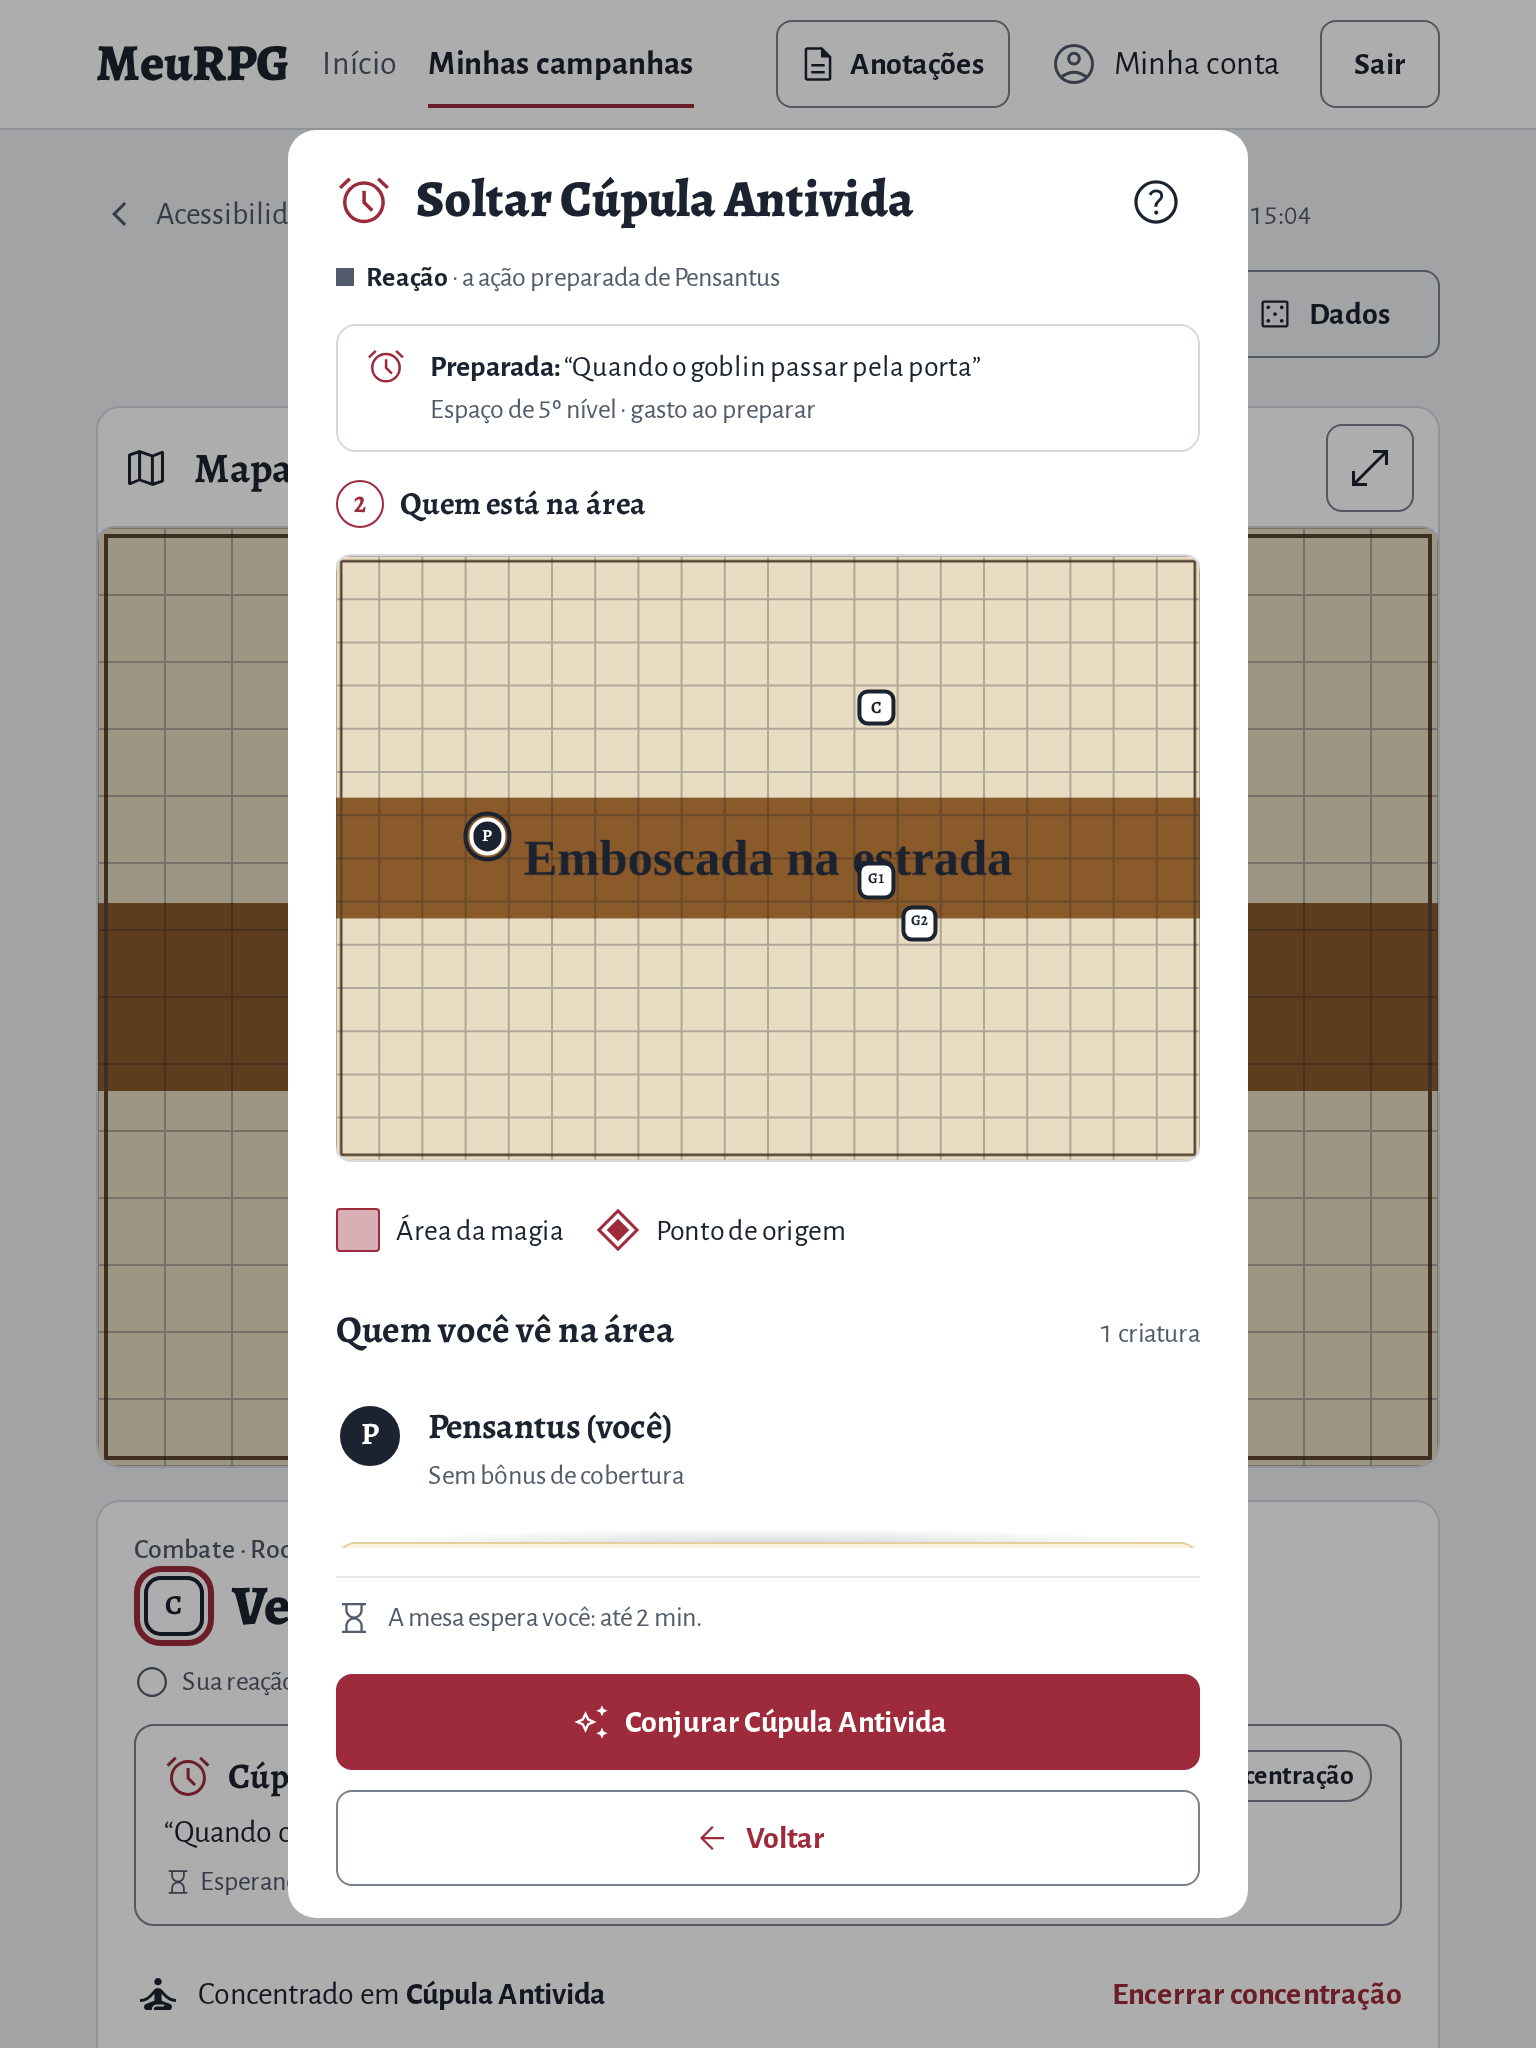 MeuRPG Início Minhas campanhas Anotações Minha conta Sair
Acessibilid 15:04
Dados
Mapa
Soltar Cúpula Antivida
Reação · a ação preparada de Pensantus
Preparada: “Quando o goblin passar pela porta”
Espaço de 5º nível · gasto ao preparar
2 Quem está na área
C
P
Emboscada na estrada
G1
G2
Área da magia Ponto de origem
Quem você vê na área 1 criatura
P Pensantus (você)
Sem bônus de cobertura
A mesa espera você: até 2 min.
Conjurar Cúpula Antivida
Voltar
Combate · Rod
C Ve
Sua reação
Cúp centração
“Quando o
Esperan
Concentrado em Cúpula Antivida Encerrar concentração